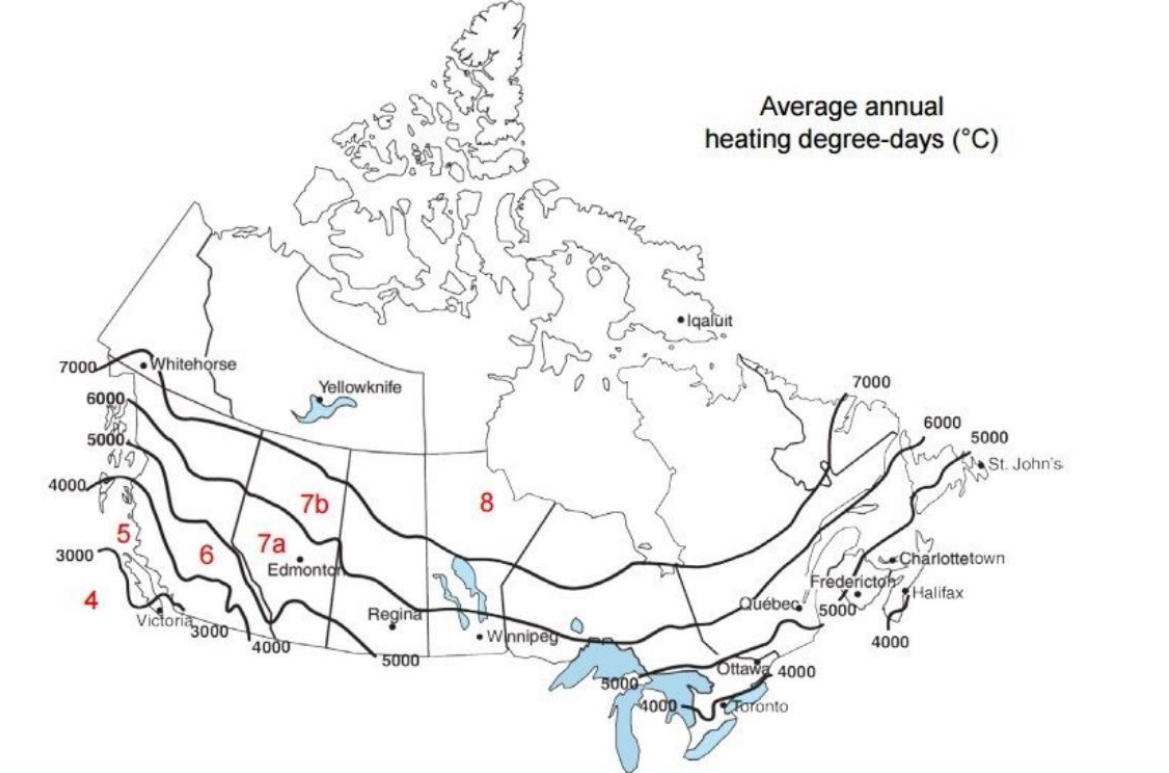 Average annual
heating degree-days (°C)
Iqaluit
7000
Whitehorse
Yellowknife
7000
6000
6000
5000
5000
St. John's
4000
7b
8
5
3000
6
7a
Edmonton
Charlottetown
Fredericton
Halifax
4
Victoria
3000
Regina
Winnipeg
Québec
5000
4000
4000
5000
Ottawa
4000
5000
4000
Toronto